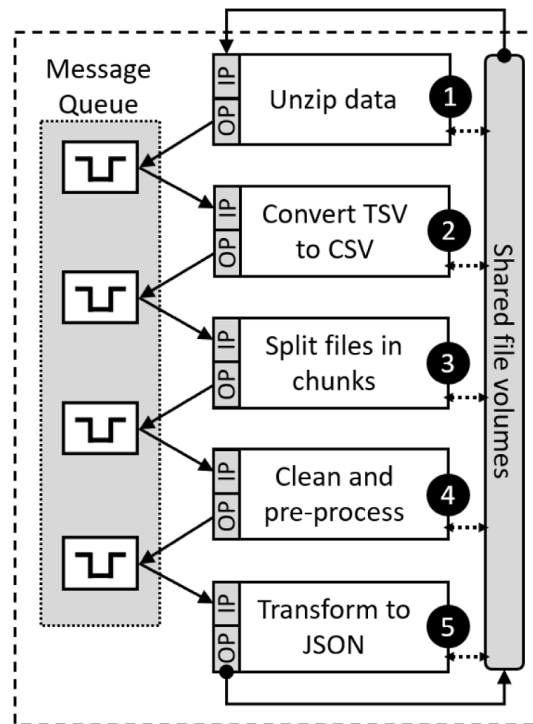 Message
Queue
IP
OP
Unzip data
1
IP
OP
Convert TSV
to CSV
2
IP
OP
Split files in
chunks
3
IP
OP
Clean and
pre-process
4
IP
OP
Transform to
JSON
5
Shared file volumes